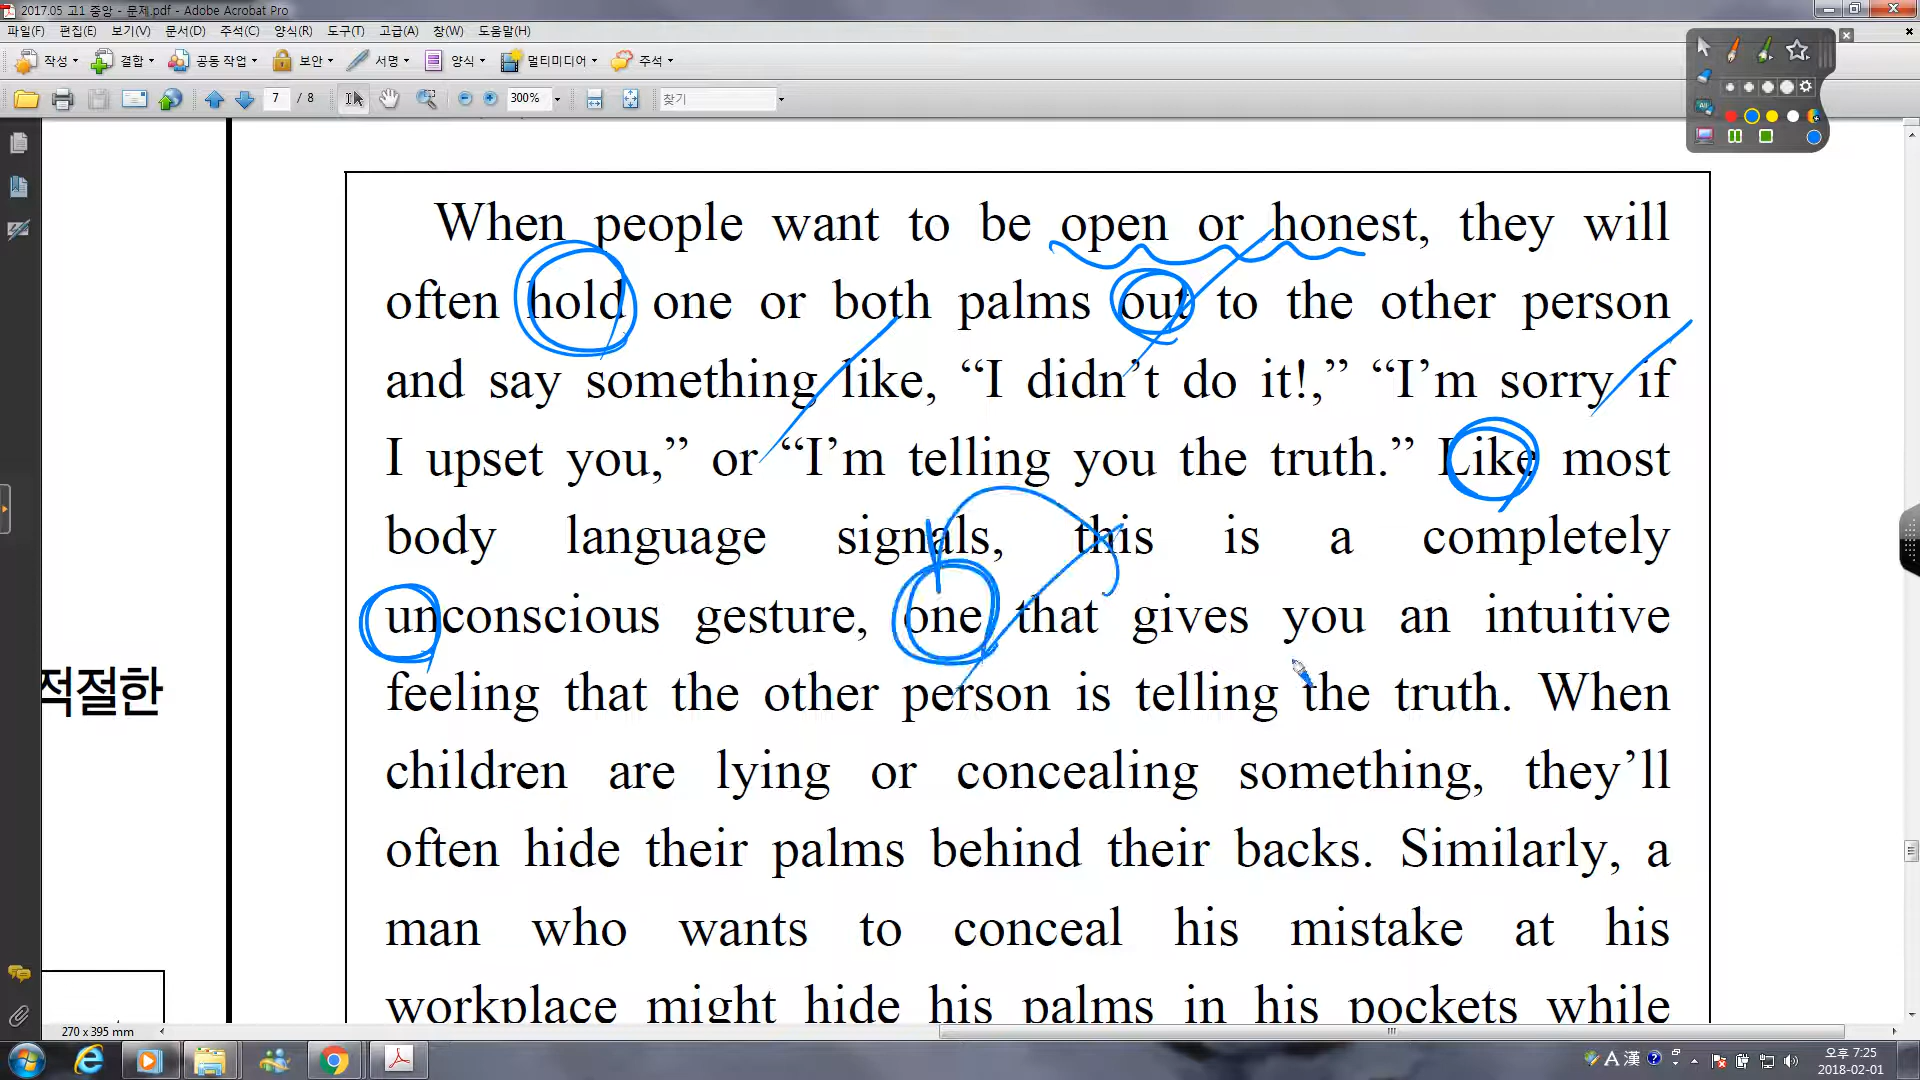 2017.05 고1 중앙 - 문제.pdf - Adobe Acrobat Pro
파일(F) 편집(E) 보기(V) 문서(D) 주석(C) 양식(R) 도구(T) 고급(A) 창(W) 도움말(H)
작성 결합 공동 작업 보안 서명 양식 멀티미디어 주석
7 / 8 300% 찾기
When people want to be open or honest, they will
often hold one or both palms out to the other person
and say something like, “I didn’t do it!,” “I’m sorry if
I upset you,” or “I’m telling you the truth.” Like most
body language signals, this is a completely
unconscious gesture, one that gives you an intuitive
feeling that the other person is telling the truth. When
children are lying or concealing something, they’ll
often hide their palms behind their backs. Similarly, a
man who wants to conceal his mistake at his
workplace might hide his palms in his pockets while
적절한
270 x 395 mm
A 漢
오후 7:25
2018-02-01